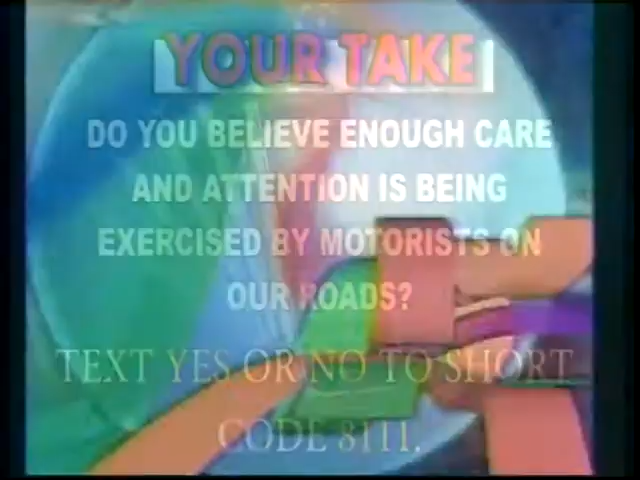 YOUR TAKE
DO YOU BELIEVE ENOUGH CARE
AND ATTENTION IS BEING
EXERCISED BY MOTORISTS ON
OUR ROADS?
TEXT YES OR NO TO SHORT
CODE 8111.